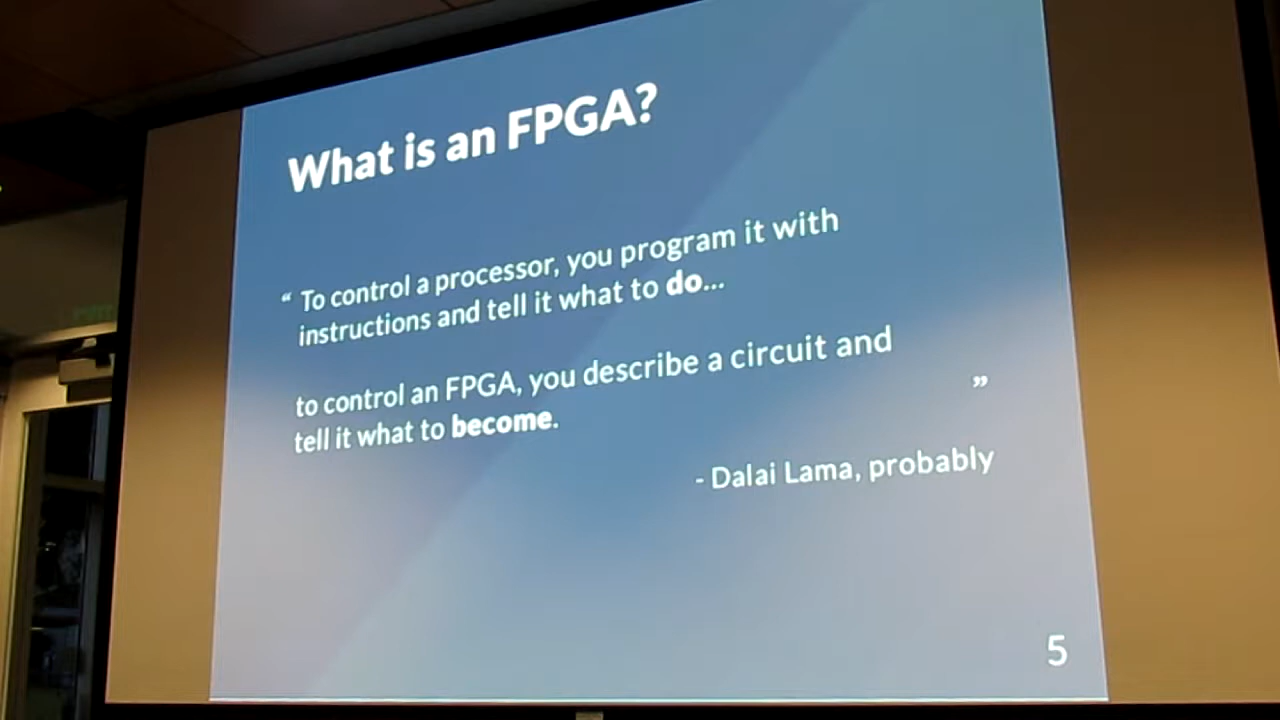 What is an FPGA?
“ To control a processor, you program it with
instructions and tell it what to do...
to control an FPGA, you describe a circuit and
tell it what to become.
”
- Dalai Lama, probably
5